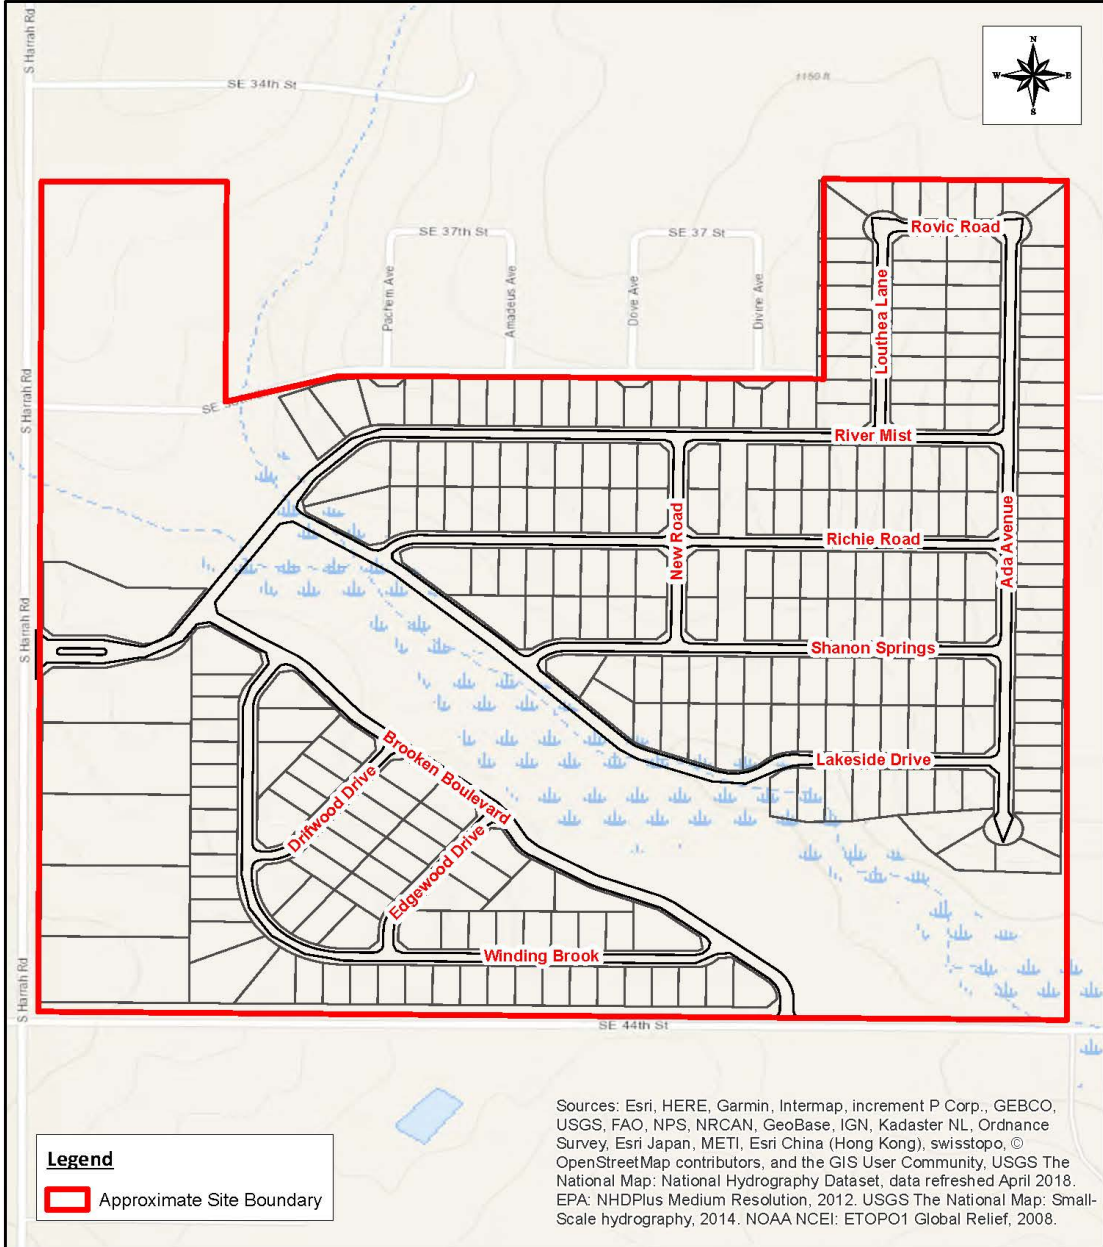 S Harrah Rd
SE 34th St
1150 ft
N
W
E
S
SE 37th St
SE 37 St
Pachem Ave
Amadeus Ave
Dove Ave
Divine Ave
Rovic Road
Louthea Lane
S Harrah Rd
River Mist
New Road
Richie Road
Ada Avenue
S Harrah Rd
Shanon Springs
Brooken Boulevard
Lakeside Drive
Drifwood Drive
Edgewood Drive
Winding Brook
S Harrah Rd
SE 44th St
Legend
Approximate Site Boundary
Sources: Esri, HERE, Garmin, Intermap, increment P Corp., GEBCO,
USGS, FAO, NPS, NRCAN, GeoBase, IGN, Kadaster NL, Ordnance
Survey, Esri Japan, METI, Esri China (Hong Kong), swisstopo, ©
OpenStreetMap contributors, and the GIS User Community, USGS The
National Map: National Hydrography Dataset, data refreshed April 2018.
EPA: NHDPlus Medium Resolution, 2012. USGS The National Map: Small-
Scale hydrography, 2014. NOAA NCEI: ETOPO1 Global Relief, 2008.